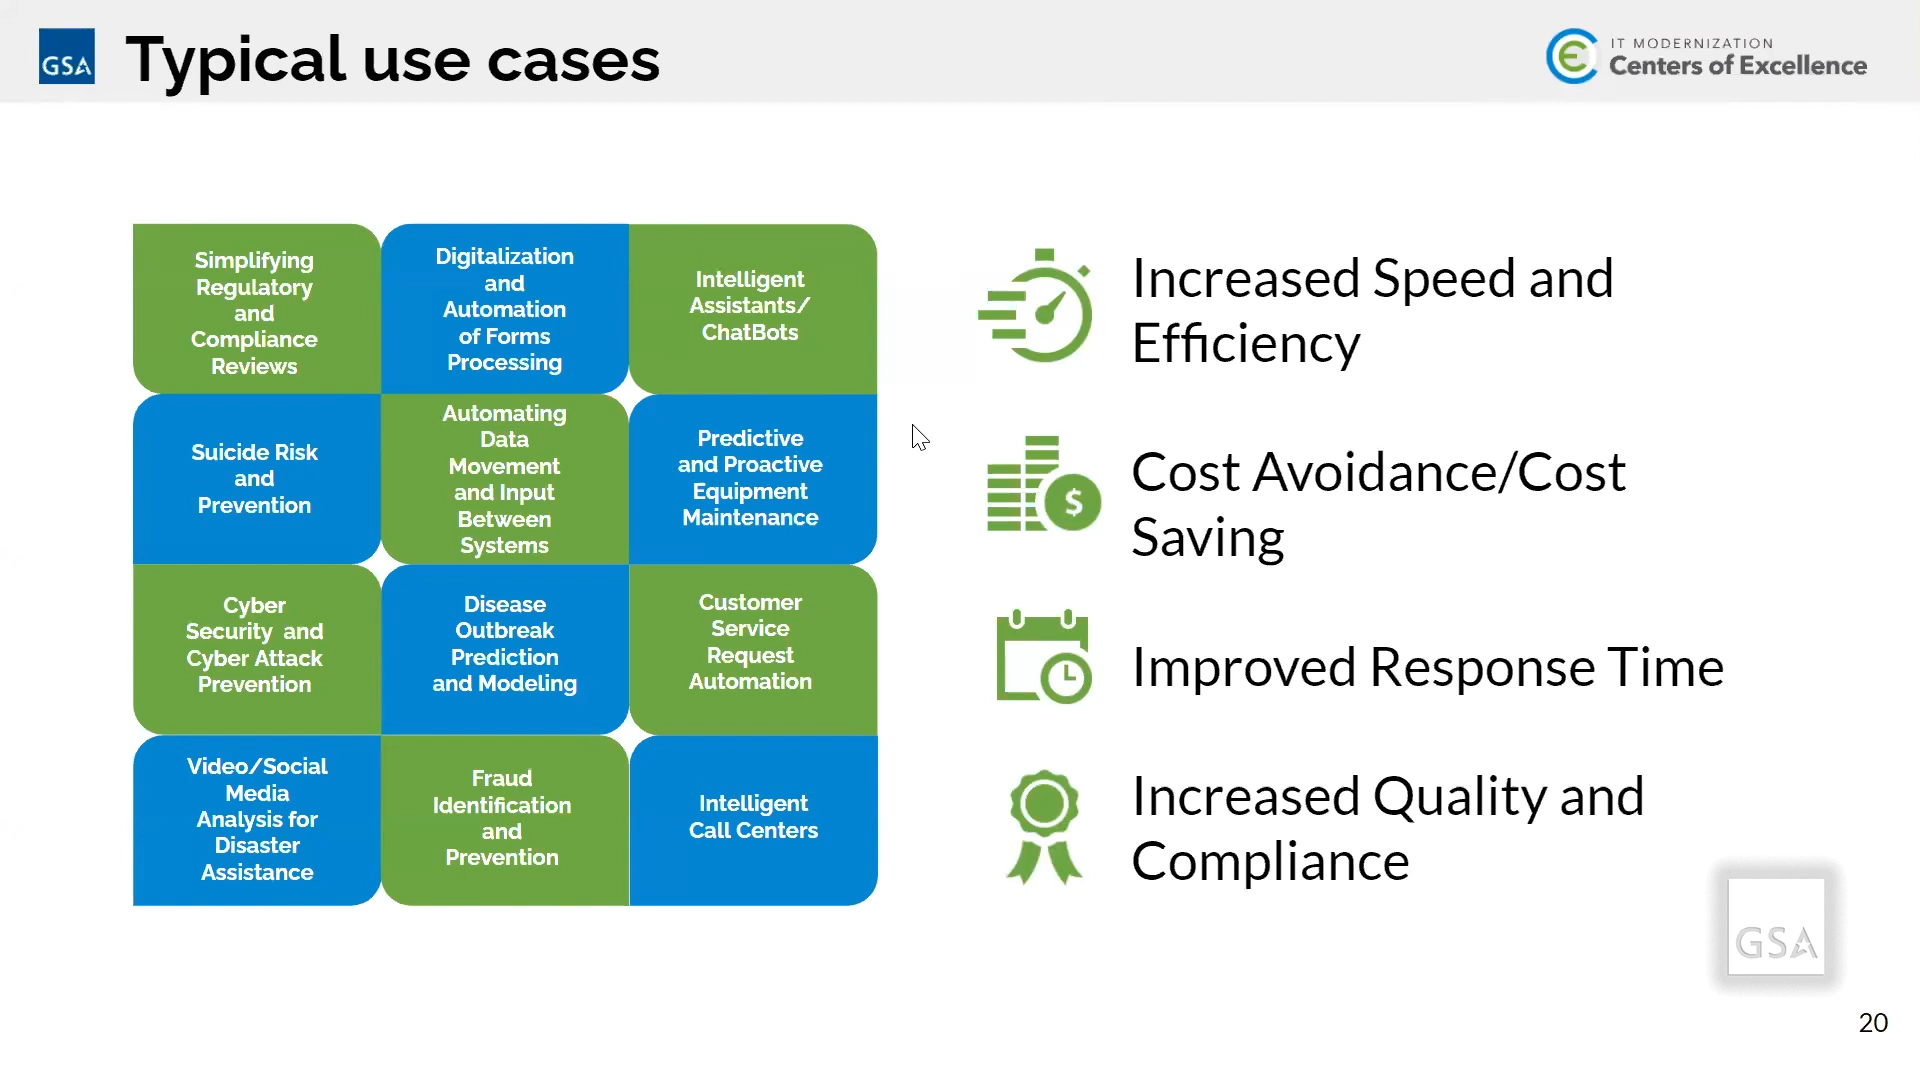 GSA
Typical use cases
IT MODERNIZATION
Centers of Excellence
Simplifying
Regulatory
and
Compliance
Reviews
Digitalization
and
Automation
of Forms
Processing
Intelligent
Assistants/
ChatBots
Suicide Risk
and
Prevention
Automating
Data
Movement
and Input
Between
Systems
Predictive
and Proactive
Equipment
Maintenance
Cyber
Security and
Cyber Attack
Prevention
Disease
Outbreak
Prediction
and Modeling
Customer
Service
Request
Automation
Video/Social
Media
Analysis for
Disaster
Assistance
Fraud
Identification
and
Prevention
Intelligent
Call Centers
Increased Speed and
Efficiency
$
Cost Avoidance/Cost
Saving
Improved Response Time
Increased Quality and
Compliance
GSA
20